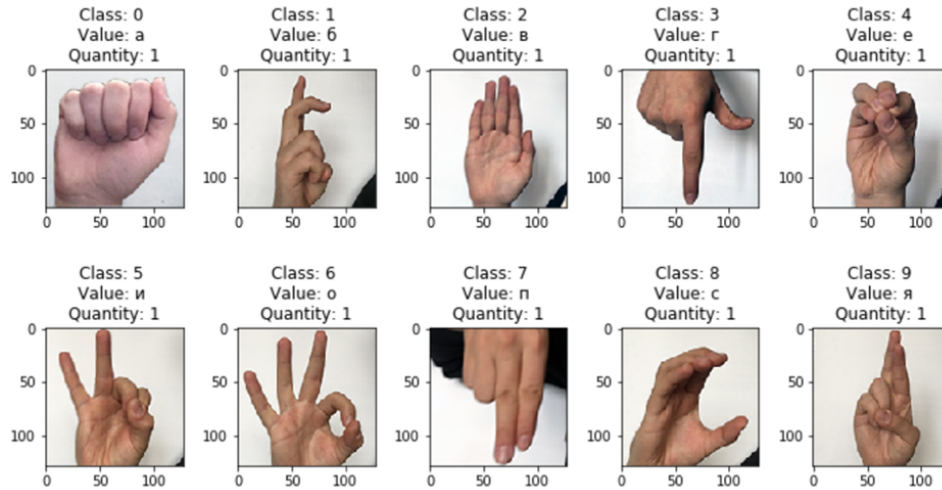 Class: 0 Class: 1 Class: 2 Class: 3 Class: 4
Value: а Value: б Value: в Value: г Value: е
Quantity: 1 Quantity: 1 Quantity: 1 Quantity: 1 Quantity: 1
0 0 0 0 0
50 50 50 50 50
100 100 100 100 100
0 50 100 0 50 100 0 50 100 0 50 100 0 50 100
Class: 5 Class: 6 Class: 7 Class: 8 Class: 9
Value: и Value: о Value: п Value: с Value: я
Quantity: 1 Quantity: 1 Quantity: 1 Quantity: 1 Quantity: 1
0 0 0 0 0
50 50 50 50 50
100 100 100 100 100
0 50 100 0 50 100 0 50 100 0 50 100 0 50 100